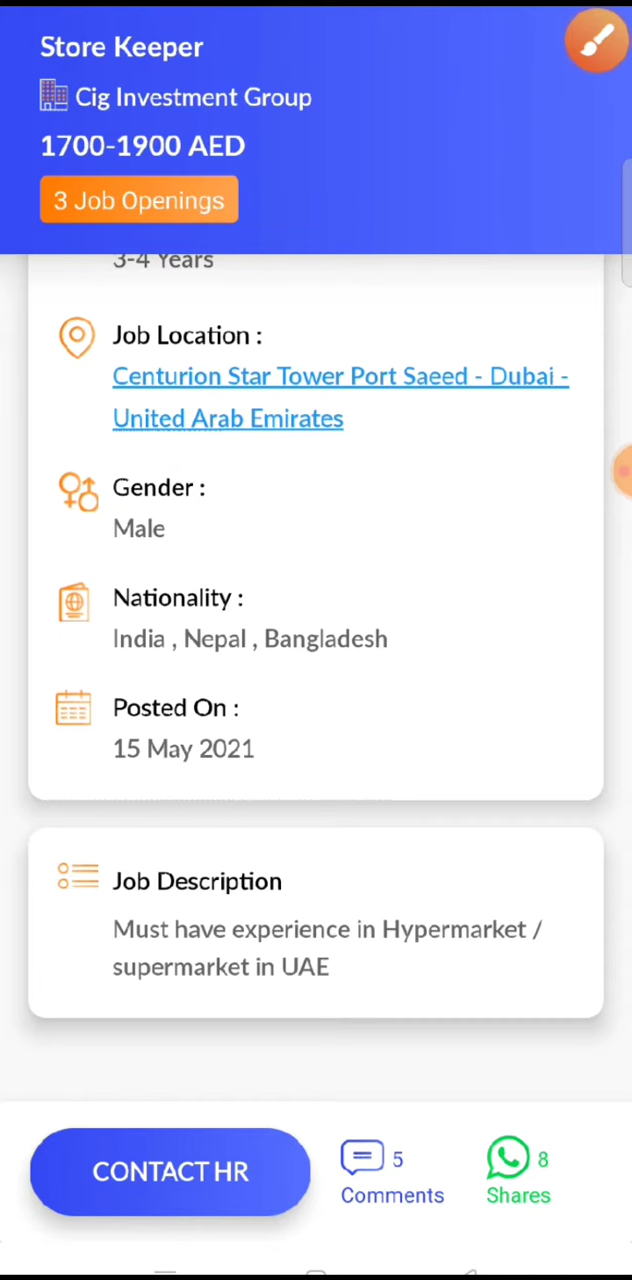 Store Keeper
Cig Investment Group
1700-1900 AED
3 Job Openings
3-4 Years
Job Location :
Centurion Star Tower Port Saeed - Dubai -
United Arab Emirates
Gender :
Male
Nationality :
India , Nepal , Bangladesh
Posted On :
15 May 2021
Job Description
Must have experience in Hypermarket /
supermarket in UAE
CONTACT HR
5
Comments
8
Shares